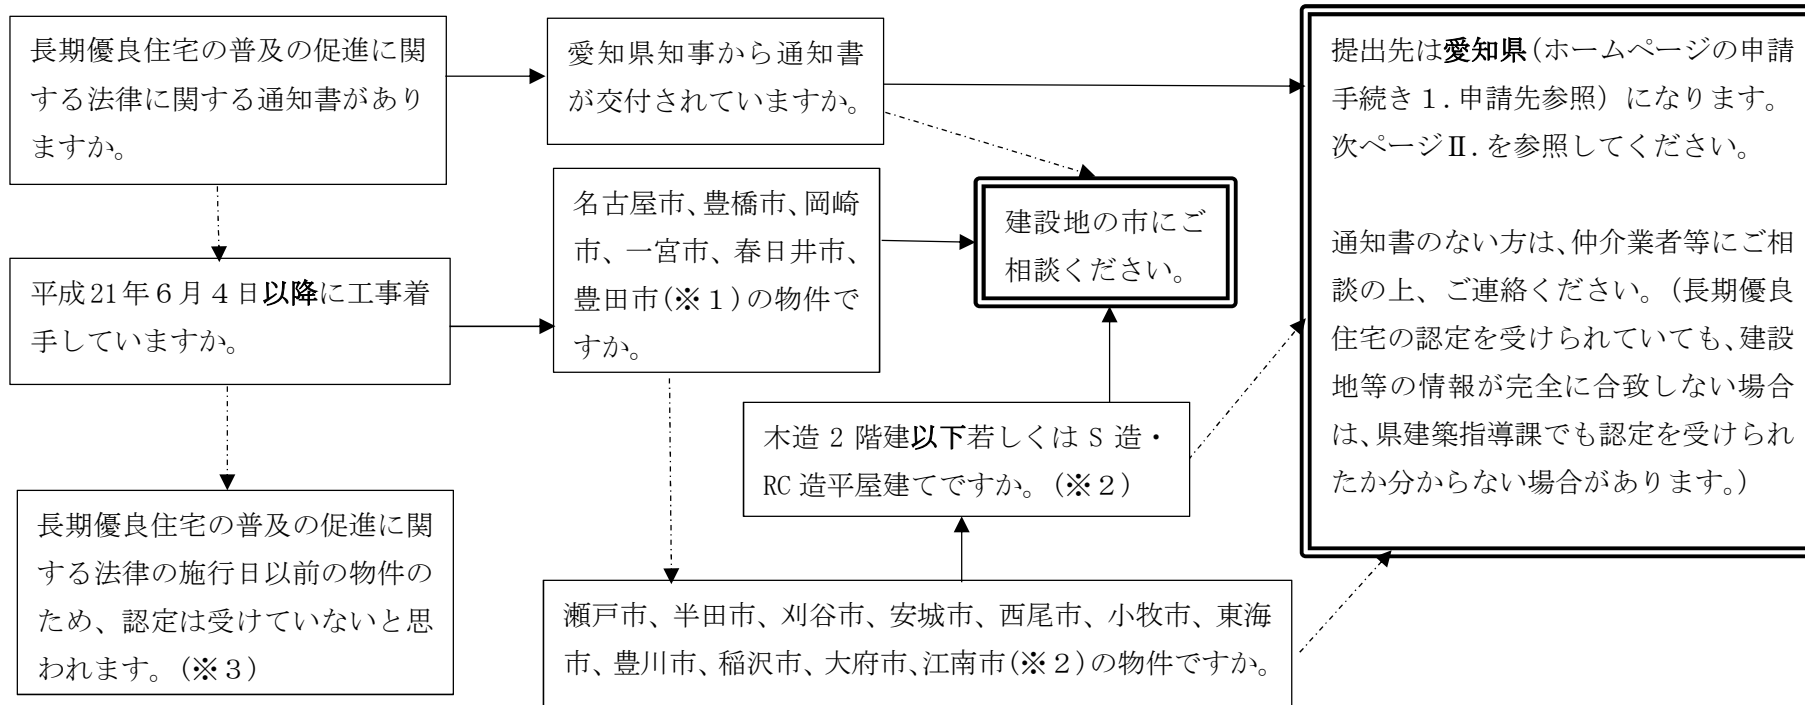 長期優良住宅の普及の促進に関
する法律に関する通知書があり
ますか。
愛知県知事から通知書
が交付されていますか。
提出先は愛知県(ホームページの申請
手続き1.申請先参照)になります。
次ページⅡ.を参照してください。
通知書のない方は、仲介業者等にご相
談の上、ご連絡ください。(長期優良
住宅の認定を受けられていても、建設
地等の情報が完全に合致しない場合
は、県建築指導課でも認定を受けられ
たか分からない場合があります。)
名古屋市、豊橋市、岡崎
市、一宮市、春日井市、
豊田市(※1)の物件で
すか。
建設地の市にご
相談ください。
平成21年6月4日以降に工事着
手していますか。
木造 2 階建以下若しくは S 造・
RC 造平屋建てですか。(※2)
長期優良住宅の普及の促進に関
する法律の施行日以前の物件の
ため、認定は受けていないと思
われます。(※3)
瀬戸市、半田市、刈谷市、安城市、西尾市、小牧市、東海
市、豊川市、稲沢市、大府市、江南市(※2)の物件ですか。